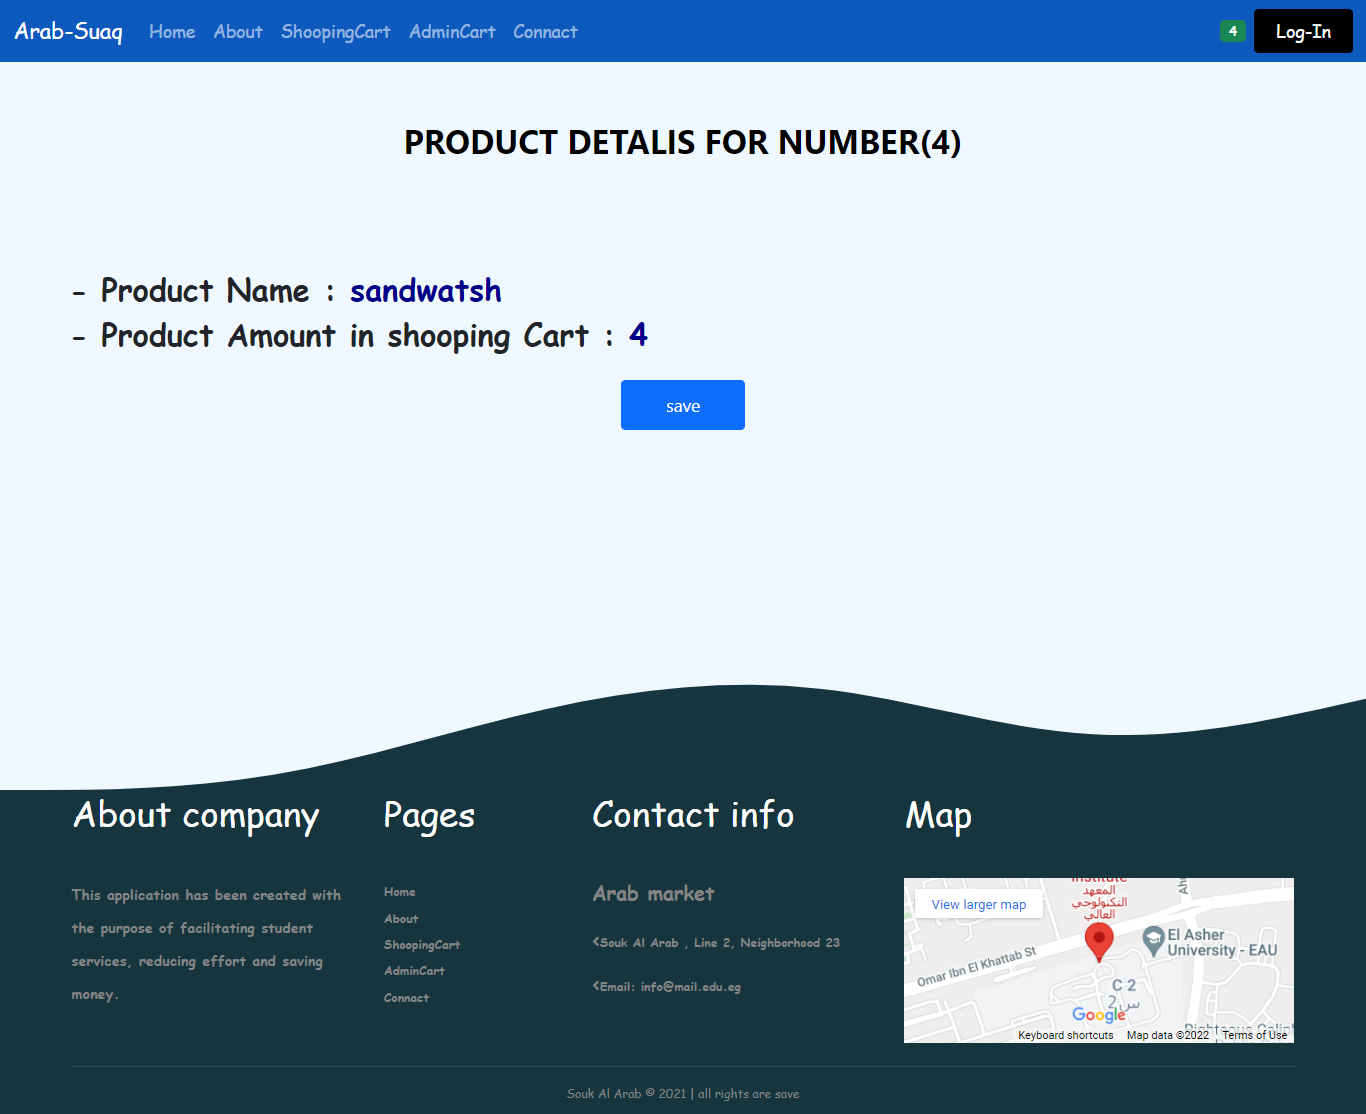 Arab-Suaq Home About ShoopingCart AdminCart Connact 4 Log-In
PRODUCT DETALIS FOR NUMBER(4)
- Product Name : sandwatsh
- Product Amount in shooping Cart : 4
save
About company
This application has been created with
the purpose of facilitating student
services, reducing effort and saving
money.
Pages
Home
About
ShoopingCart
AdminCart
Connact
Contact info
Arab market
Souk Al Arab , Line 2, Neighborhood 23
Email: info@mail.edu.eg
Map
View larger map
Institute
المعهد
التكنولوجي
العالي
El Asher
University - EAU
Omar Ibn El Khattab St
C 2
س 2
Google
Keyboard shortcuts Map data ©2022 Terms of Use
Souk Al Arab © 2021 | all rights are save